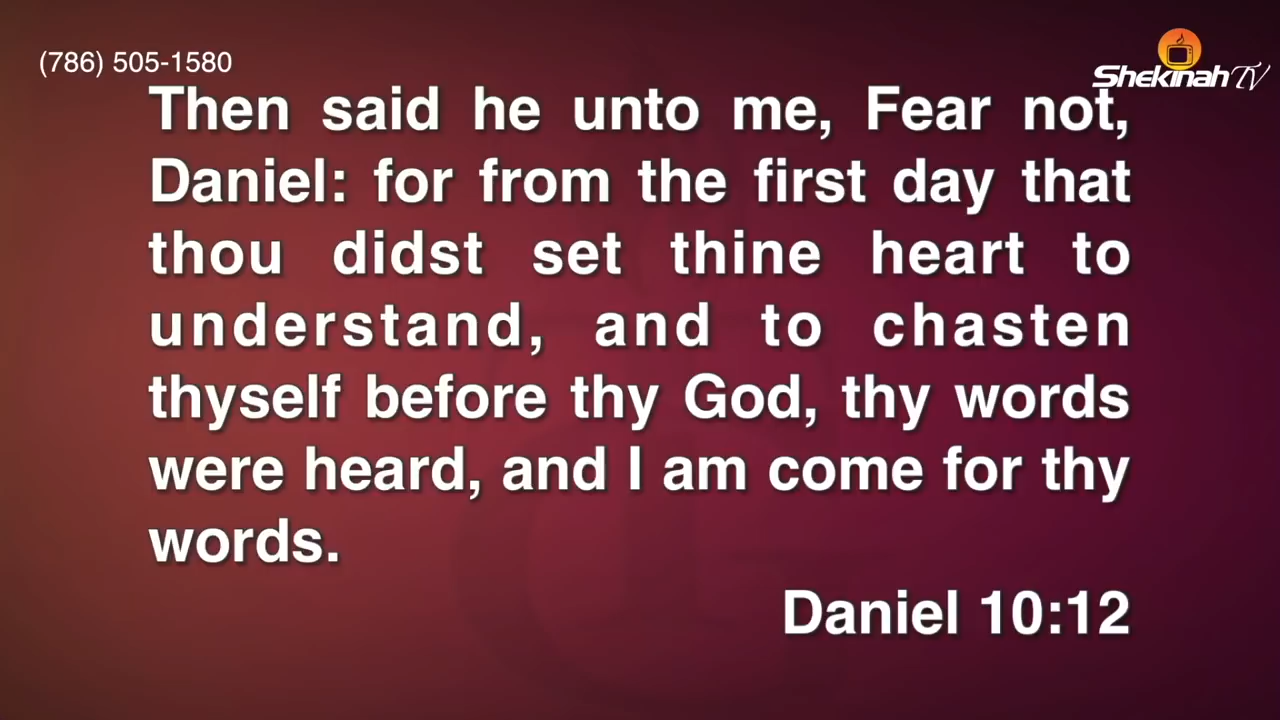 (786) 505-1580
Shekinah TV
Then said he unto me, Fear not,
Daniel: for from the first day that
thou didst set thine heart to
understand, and to chasten
thyself before thy God, thy words
were heard, and I am come for thy
words.
Daniel 10:12